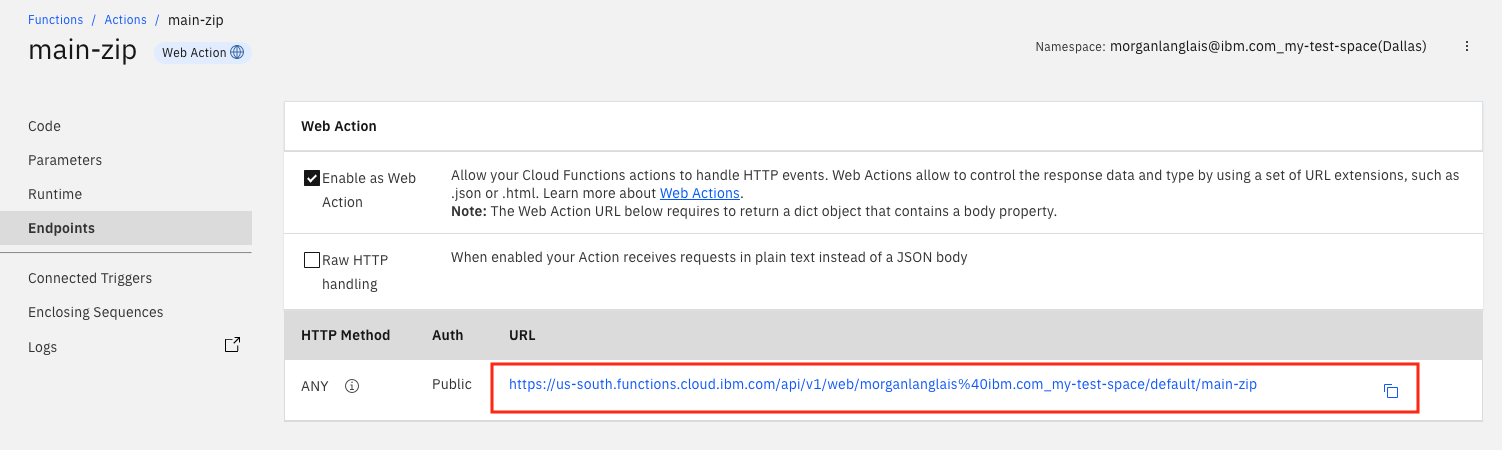 Functions / Actions / main-zip
main-zip Web Action
Namespace: morganlanglais@ibm.com_my-test-space(Dallas)
Code
Parameters
Runtime
Endpoints
Connected Triggers
Enclosing Sequences
Logs
Web Action
Enable as Web
Action
Allow your Cloud Functions actions to handle HTTP events. Web Actions allow to control the response data and type by using a set of URL extensions, such as
.json or .html. Learn more about Web Actions.
Note: The Web Action URL below requires to return a dict object that contains a body property.
Raw HTTP
handling
When enabled your Action receives requests in plain text instead of a JSON body
HTTP Method Auth URL
ANY Public https://us-south.functions.cloud.ibm.com/api/v1/web/morganlanglais%40ibm.com_my-test-space/default/main-zip